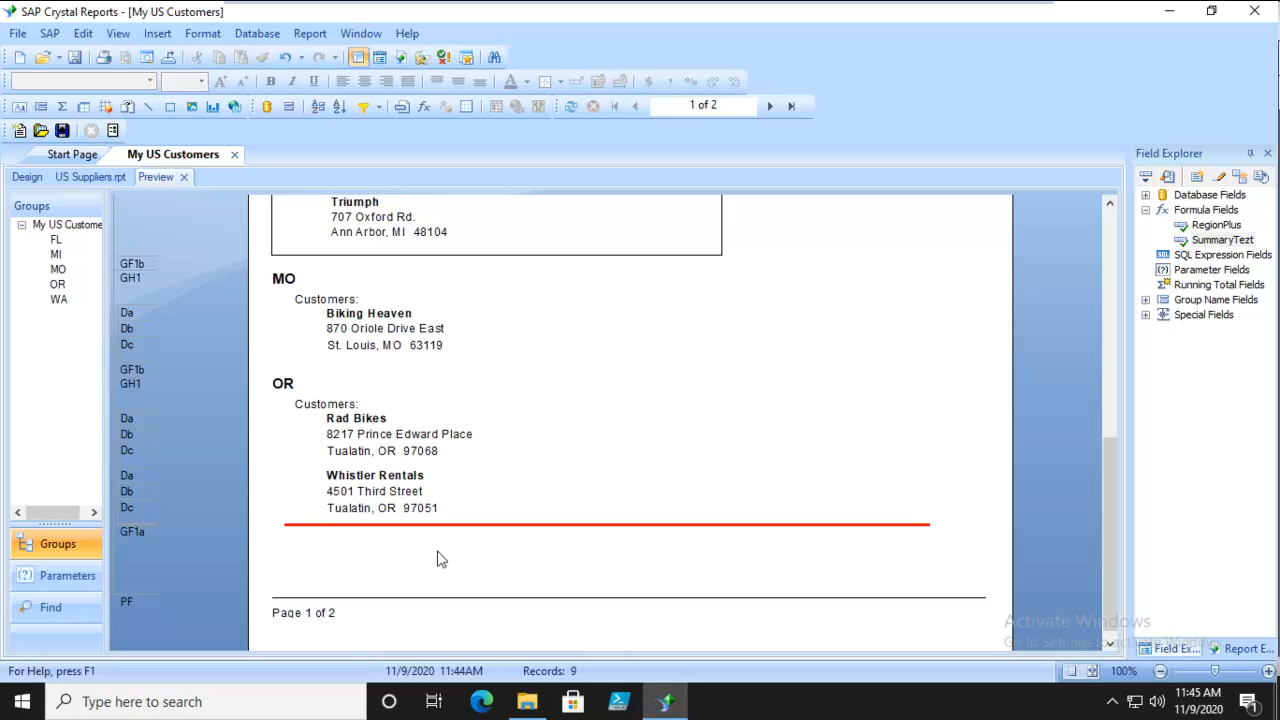 SAP Crystal Reports - [My US Customers]
File SAP Edit View Insert Format Database Report Window Help
1 of 2
Start Page My US Customers
Design US Suppliers.rpt Preview
Groups
My US Custome
FL
MI
MO
OR
WA
Groups
Parameters
Find
GF1b
GH1
Da
Db
Dc
GF1b
GH1
Da
Db
Dc
Da
Db
Dc
GF1a
PF
Triumph
707 Oxford Rd.
Ann Arbor, MI 48104
MO
Customers:
Biking Heaven
870 Oriole Drive East
St. Louis, MO 63119
OR
Customers:
Rad Bikes
8217 Prince Edward Place
Tualatin, OR 97068
Whistler Rentals
4501 Third Street
Tualatin, OR 97051
Page 1 of 2
Field Explorer
Database Fields
Formula Fields
RegionPlus
SummaryTezt
SQL Expression Fields
Parameter Fields
Running Total Fields
Group Name Fields
Special Fields
Activate Windows
Go to Settings to activate Windows.
Field Ex... Report E...
For Help, press F1 11/9/2020 11:44AM Records: 9 100%
Type here to search
11:45 AM
11/9/2020
1